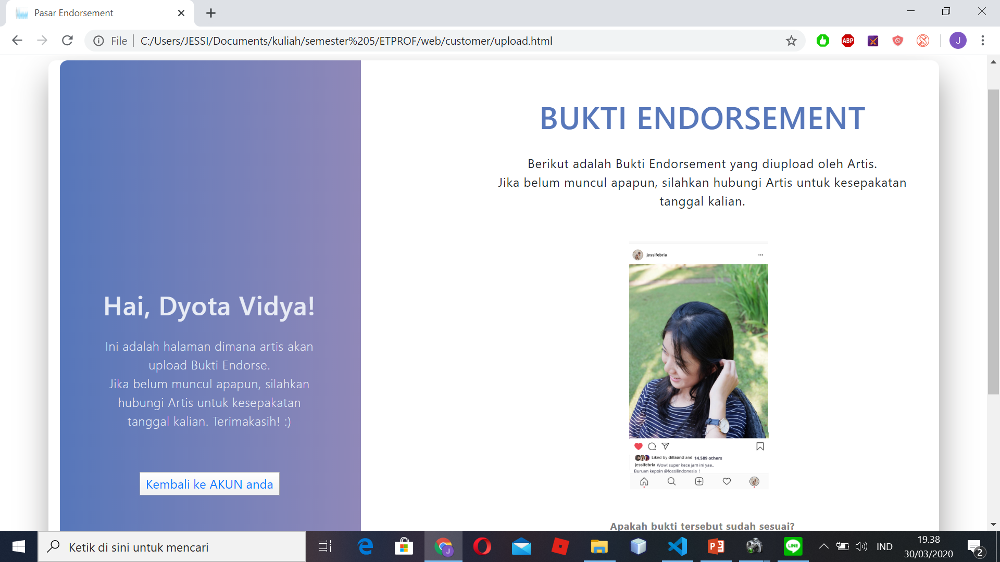 Pasar Endorsement
File
C:/Users/JESSI/Documents/kuliah/semester%205/ETPROF/web/customer/upload.html
ABP
J
Hai, Dyota Vidya!
Ini adalah halaman dimana artis akan
upload Bukti Endorse.
Jika belum muncul apapun, silahkan
hubungi Artis untuk kesepakatan
tanggal kalian. Terimakasih! :)
Kembali ke AKUN anda
BUKTI ENDORSEMENT
Berikut adalah Bukti Endorsement yang diupload oleh Artis.
Jika belum muncul apapun, silahkan hubungi Artis untuk kesepakatan
tanggal kalian.
jessifebria
Liked by dillaand and 14.589 others
jessifebria Wow! super kece jam ini yaa..
Buruan kepoin @fossilindonesia !
Apakah bukti tersebut sudah sesuai?
Ketik di sini untuk mencari
J
LINE
IND
19.38
30/03/2020
2